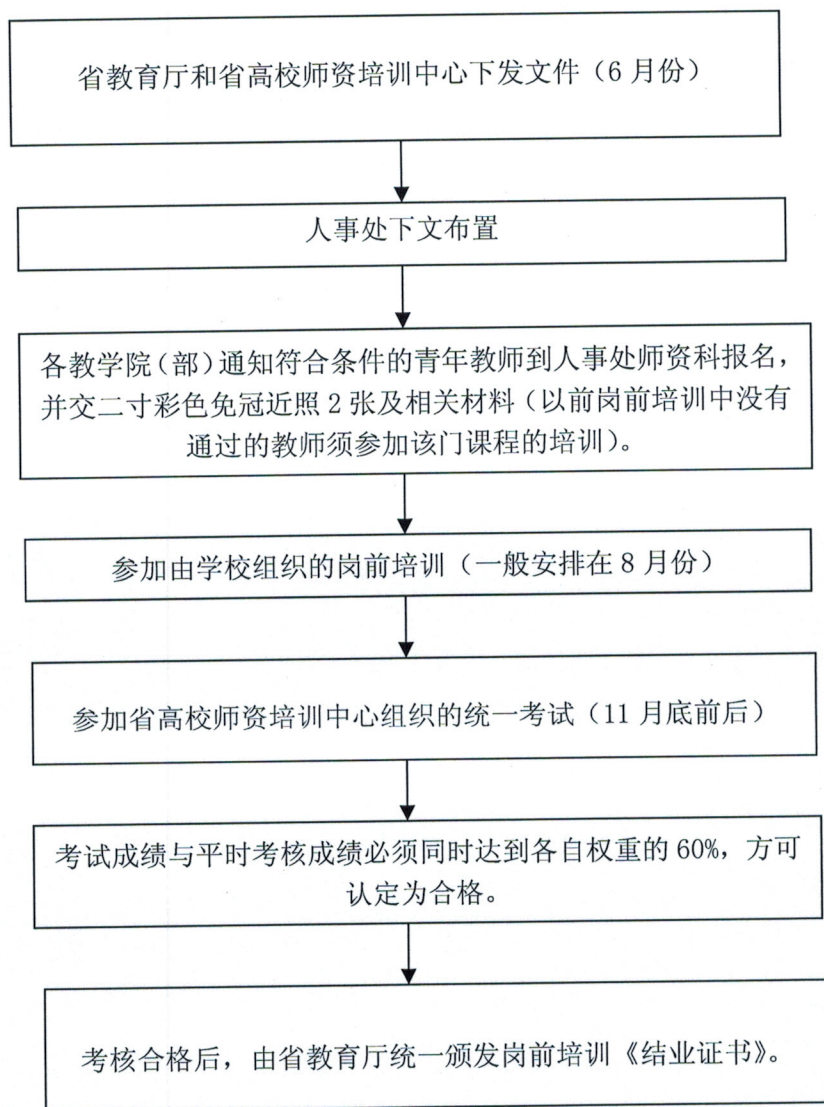 省教育厅和省高校师资培训中心下发文件（6 月份）
人事处下文布置
各教学院（部）通知符合条件的青年教师到人事处师资科报名，
并交二寸彩色免冠近照 2 张及相关材料（以前岗前培训中没有
通过的教师须参加该门课程的培训）。
参加由学校组织的岗前培训（一般安排在 8 月份）
参加省高校师资培训中心组织的统一考试（11 月底前后）
考试成绩与平时考核成绩必须同时达到各自权重的 60%，方可
认定为合格。
考核合格后，由省教育厅统一颁发岗前培训《结业证书》。